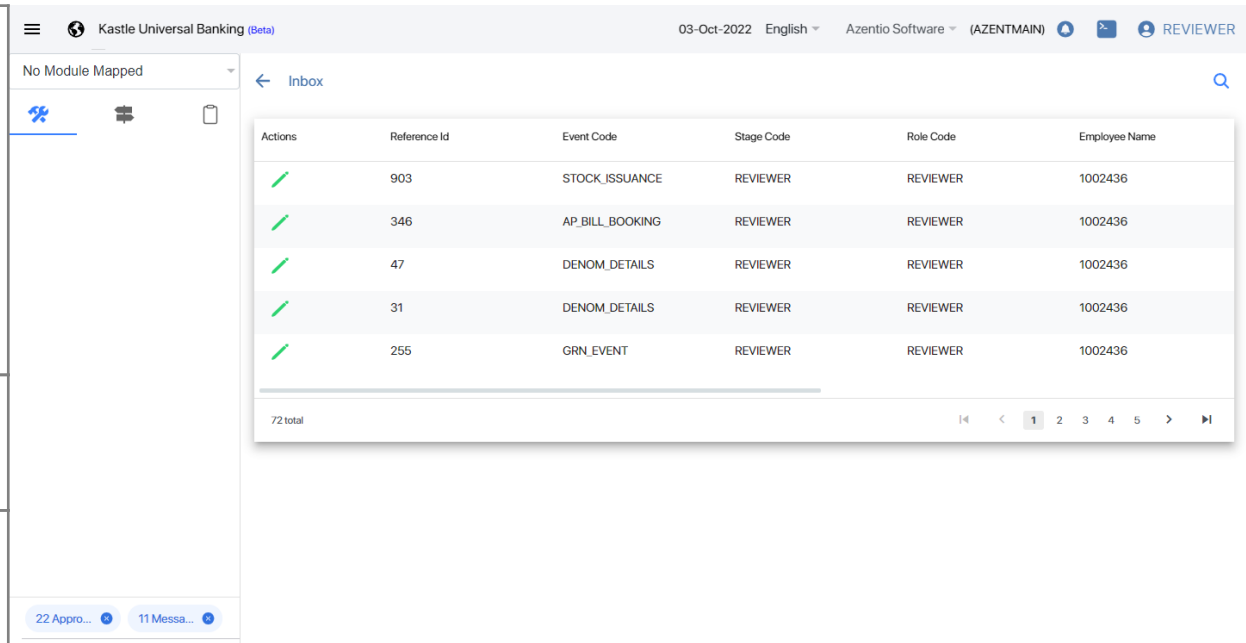 Kastle Universal Banking (Beta)
03-Oct-2022 English Azentio Software (AZENTMAIN) REVIEWER
No Module Mapped
Inbox
Actions Reference Id Event Code Stage Code Role Code Employee Name
903 STOCK_ISSUANCE REVIEWER REVIEWER 1002436
346 AP_BILL_BOOKING REVIEWER REVIEWER 1002436
47 DENOM_DETAILS REVIEWER REVIEWER 1002436
31 DENOM_DETAILS REVIEWER REVIEWER 1002436
255 GRN_EVENT REVIEWER REVIEWER 1002436
72 total 1 2 3 4 5
22 Appro... 11 Messa...